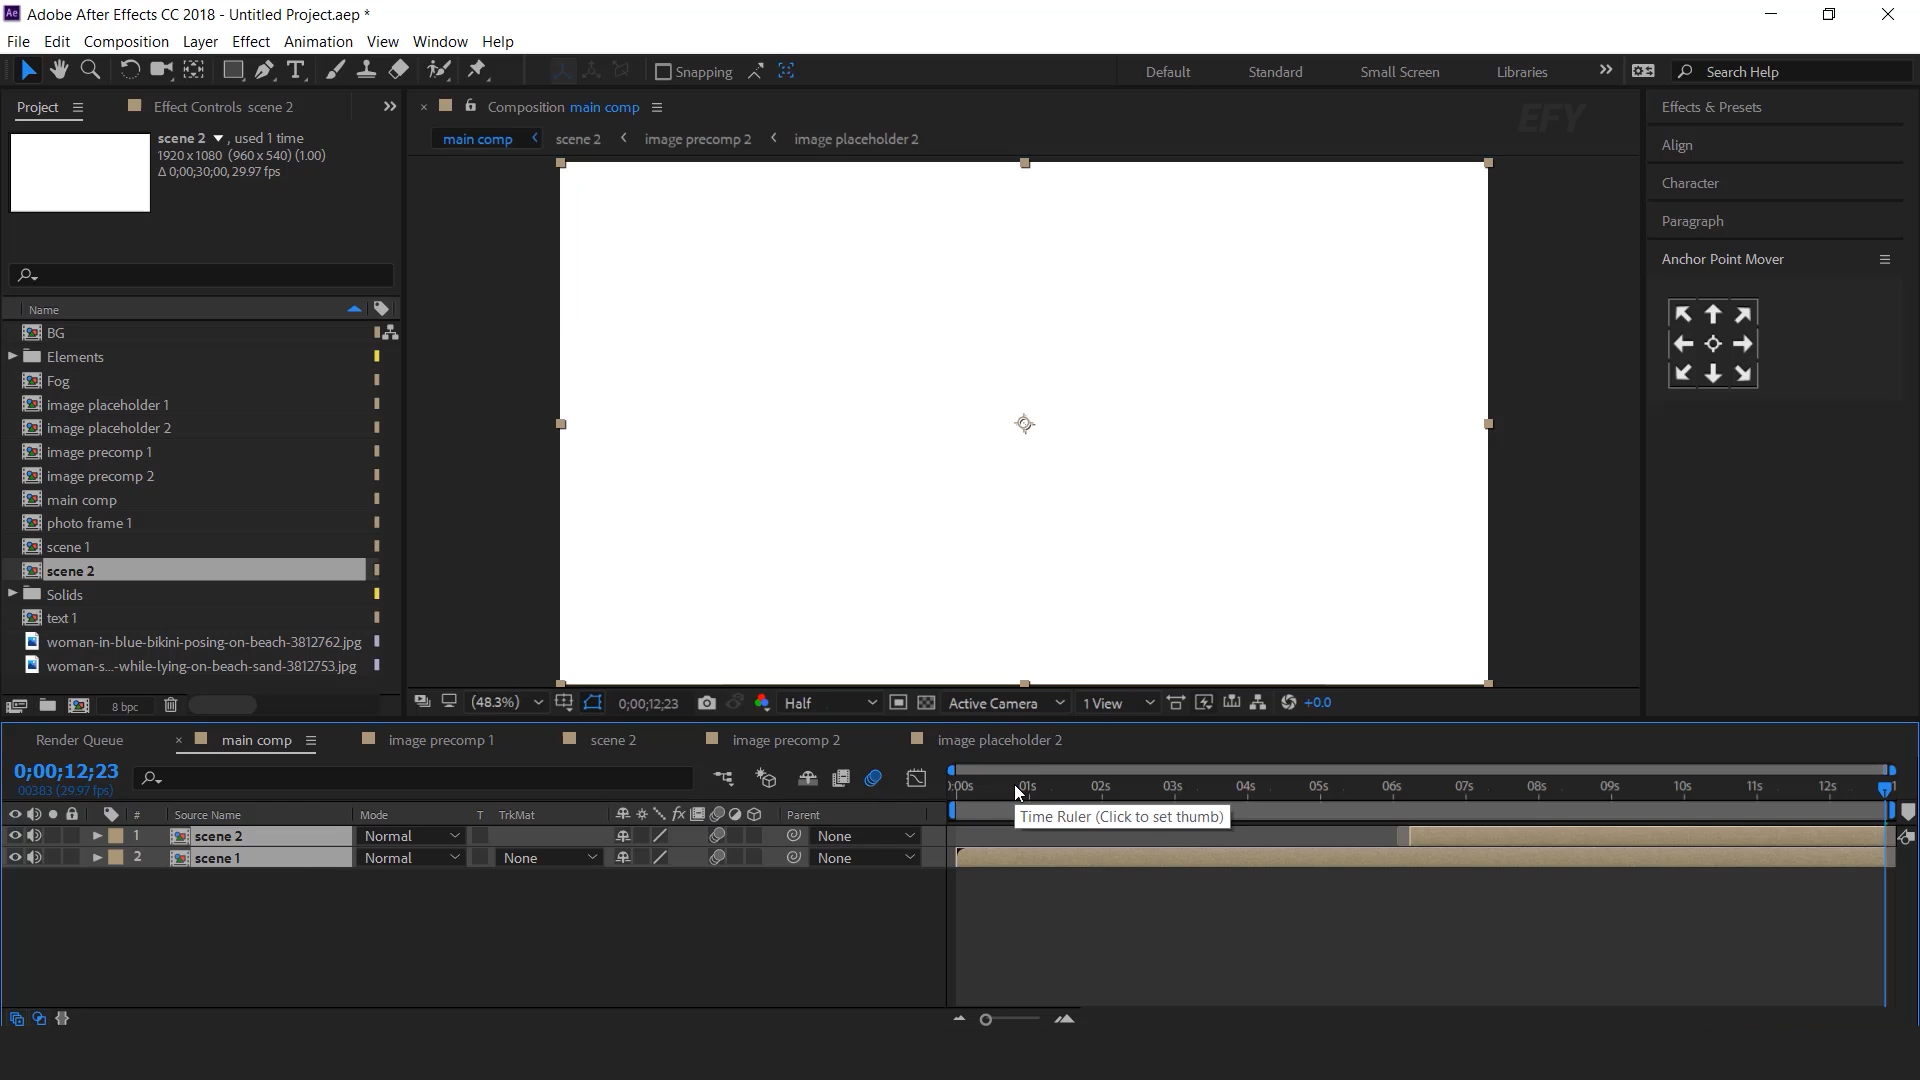 Ae Adobe After Effects CC 2018 - Untitled Project.aep *
File Edit Composition Layer Effect Animation View Window Help
Snapping Default Standard Small Screen Libraries Search Help
Project Effect Controls scene 2 Composition main comp EFY Effects & Presets
scene 2 , used 1 time
1920 x 1080 (960 x 540) (1.00)
Δ 0;00;30;00, 29.97 fps
main comp scene 2 image precomp 2 image placeholder 2
Align
Character
Paragraph
Anchor Point Mover
Name
BG
Elements
Fog
image placeholder 1
image placeholder 2
image precomp 1
image precomp 2
main comp
photo frame 1
scene 1
scene 2
Solids
text 1
woman-in-blue-bikini-posing-on-beach-3812762.jpg
woman-s...-while-lying-on-beach-sand-3812753.jpg
8 bpc
(48.3%) 0;00;12;23 Half Active Camera 1 View +0.0
Render Queue main comp image precomp 1 scene 2 image precomp 2 image placeholder 2
0;00;12;23
00383 (29.97 fps)
0:00s 01s 02s 03s 04s 05s 06s 07s 08s 09s 10s 11s 12s 1
# Source Name Mode T TrkMat fx Parent
Time Ruler (Click to set thumb)
1 scene 2 Normal None
2 scene 1 Normal None None